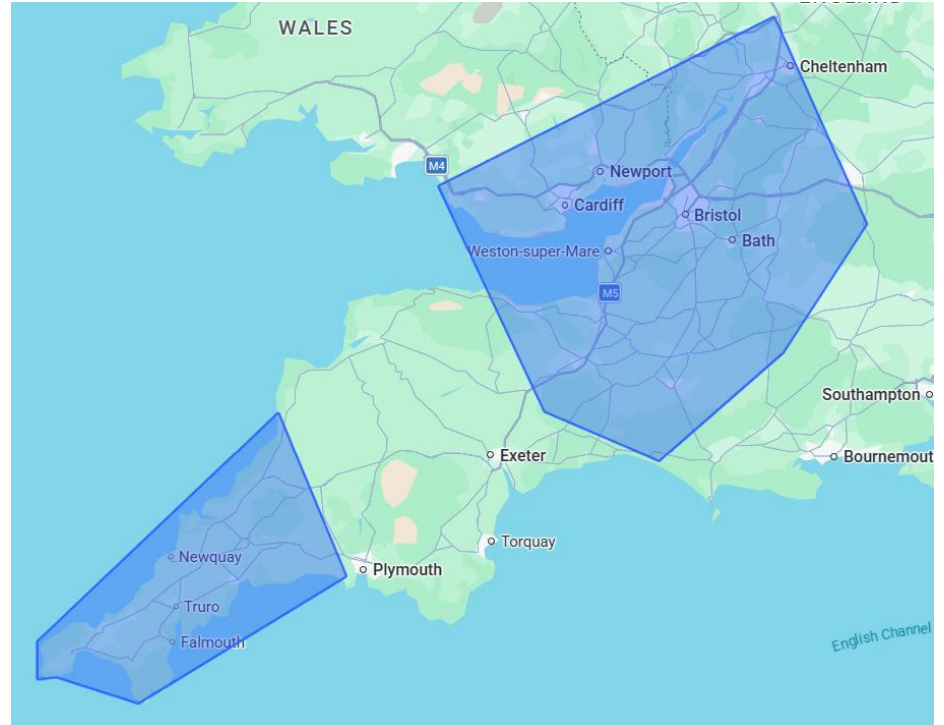 WALES
Cheltenham
M4
Newport
Cardiff
Bristol
Bath
Weston-super-Mare
M5
Southampton
Exeter
Bournemout
Torquay
Newquay
Plymouth
Truro
Falmouth
English Channel